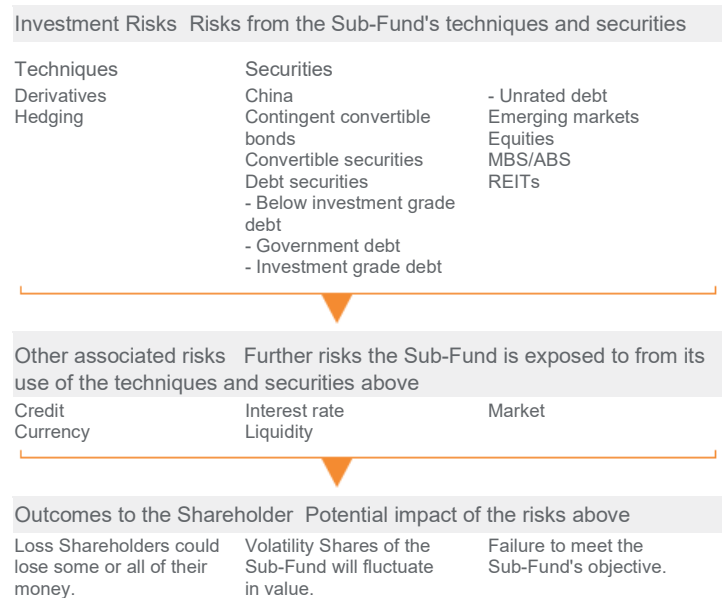 Investment Risks  Risks from the Sub-Fund's techniques and securities
Techniques
Derivatives
Hedging
Securities
China
Contingent convertible
bonds
Convertible securities
Debt securities
- Below investment grade
debt
- Government debt
- Investment grade debt
- Unrated debt
Emerging markets
Equities
MBS/ABS
REITs
Other associated risks  Further risks the Sub-Fund is exposed to from its
use of the techniques and securities above
Credit
Currency
Interest rate
Liquidity
Market
Outcomes to the Shareholder  Potential impact of the risks above
Loss Shareholders could
lose some or all of their
money.
Volatility Shares of the
Sub-Fund will fluctuate
in value.
Failure to meet the
Sub-Fund's objective.